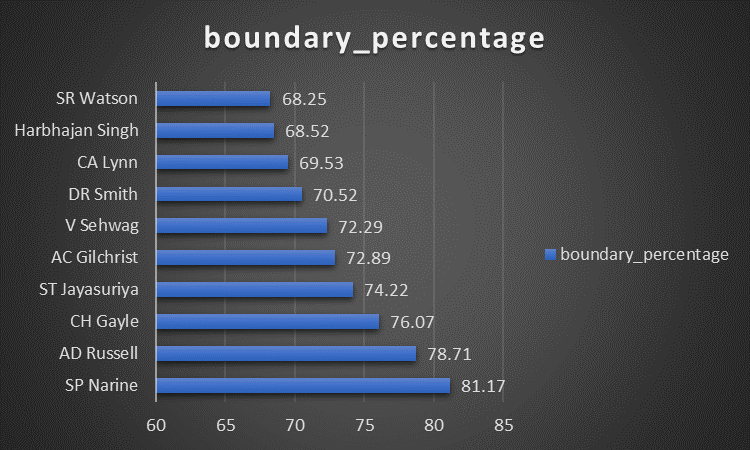 boundary_percentage
SR Watson 68.25
Harbhajan Singh 68.52
CA Lynn 69.53
DR Smith 70.52
V Sehwag 72.29
AC Gilchrist 72.89
boundary_percentage
ST Jayasuriya 74.22
CH Gayle 76.07
AD Russell 78.71
SP Narine 81.17
60 65 70 75 80 85